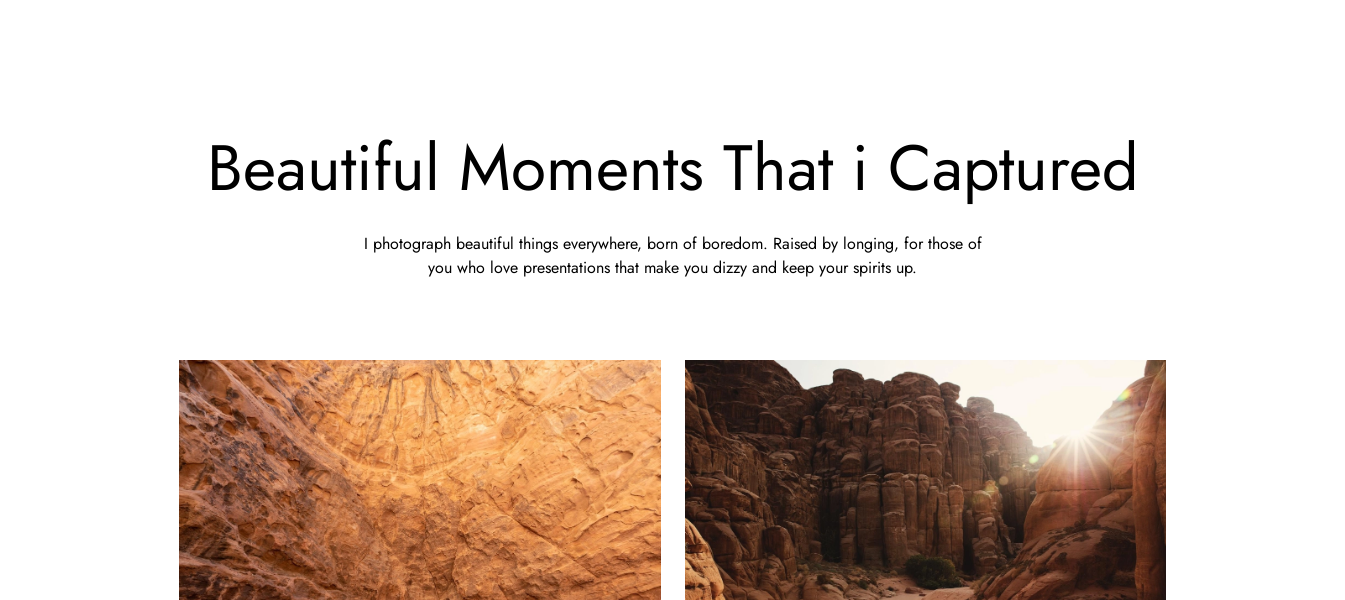 Beautiful Moments That i Captured
I photograph beautiful things everywhere, born of boredom. Raised by longing, for those of
you who love presentations that make you dizzy and keep your spirits up.